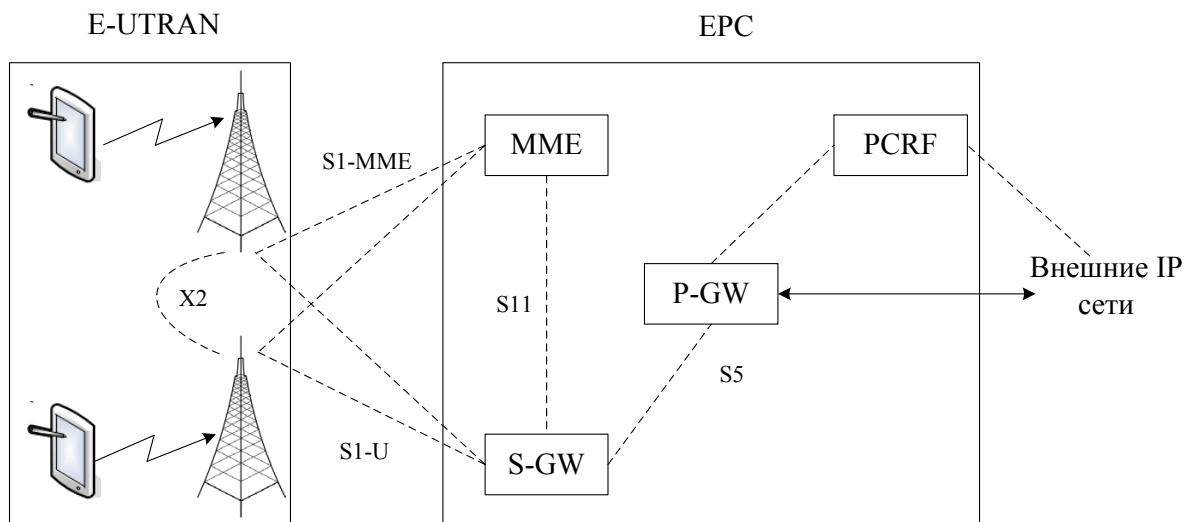 E-UTRAN
EPC
MME
PCRF
S1-MME
X2
S11
P-GW
Внешние IP
сети
S5
S1-U
S-GW